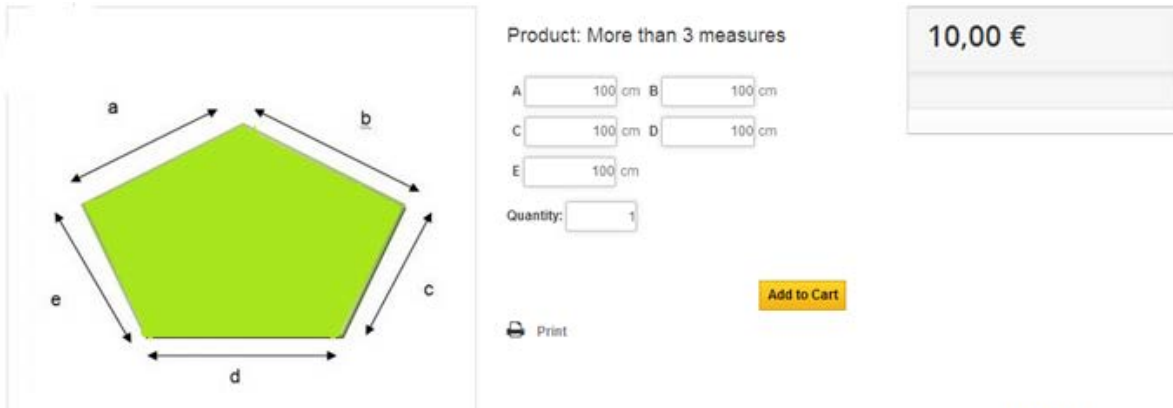 a
b
c
d
e
Product: More than 3 measures
A 100 cm B 100 cm
C 100 cm D 100 cm
E 100 cm
Quantity: 1
Add to Cart
Print
10,00 €